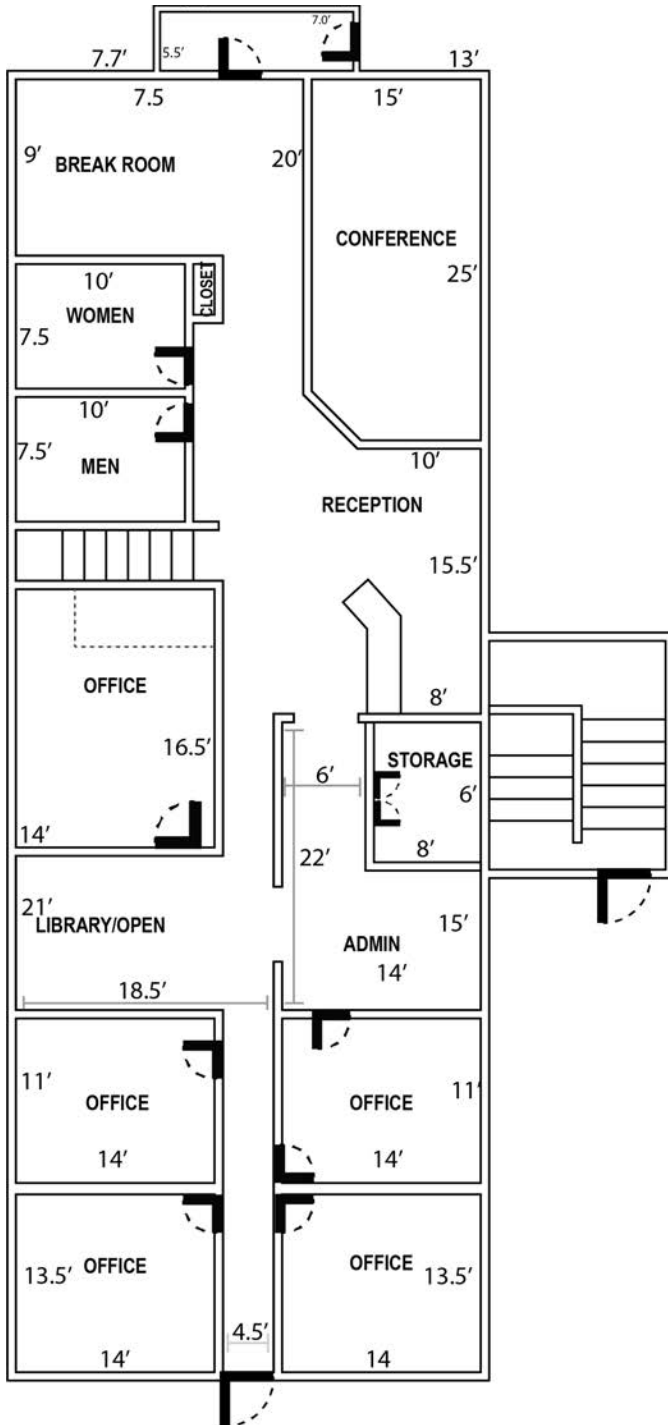 7.0'
5.5'
7.7'
13'
7.5
15'
9'
BREAK ROOM
20'
CONFERENCE
25'
CLOSET
10'
WOMEN
7.5
10'
7.5'
MEN
10'
RECEPTION
15.5'
OFFICE
8'
16.5'
STORAGE
6'
6'
14'
22'
8'
21'
LIBRARY/OPEN
15'
ADMIN
14'
18.5'
11'
OFFICE
14'
11'
OFFICE
14'
13.5'
OFFICE
14'
OFFICE
13.5'
4.5'
14